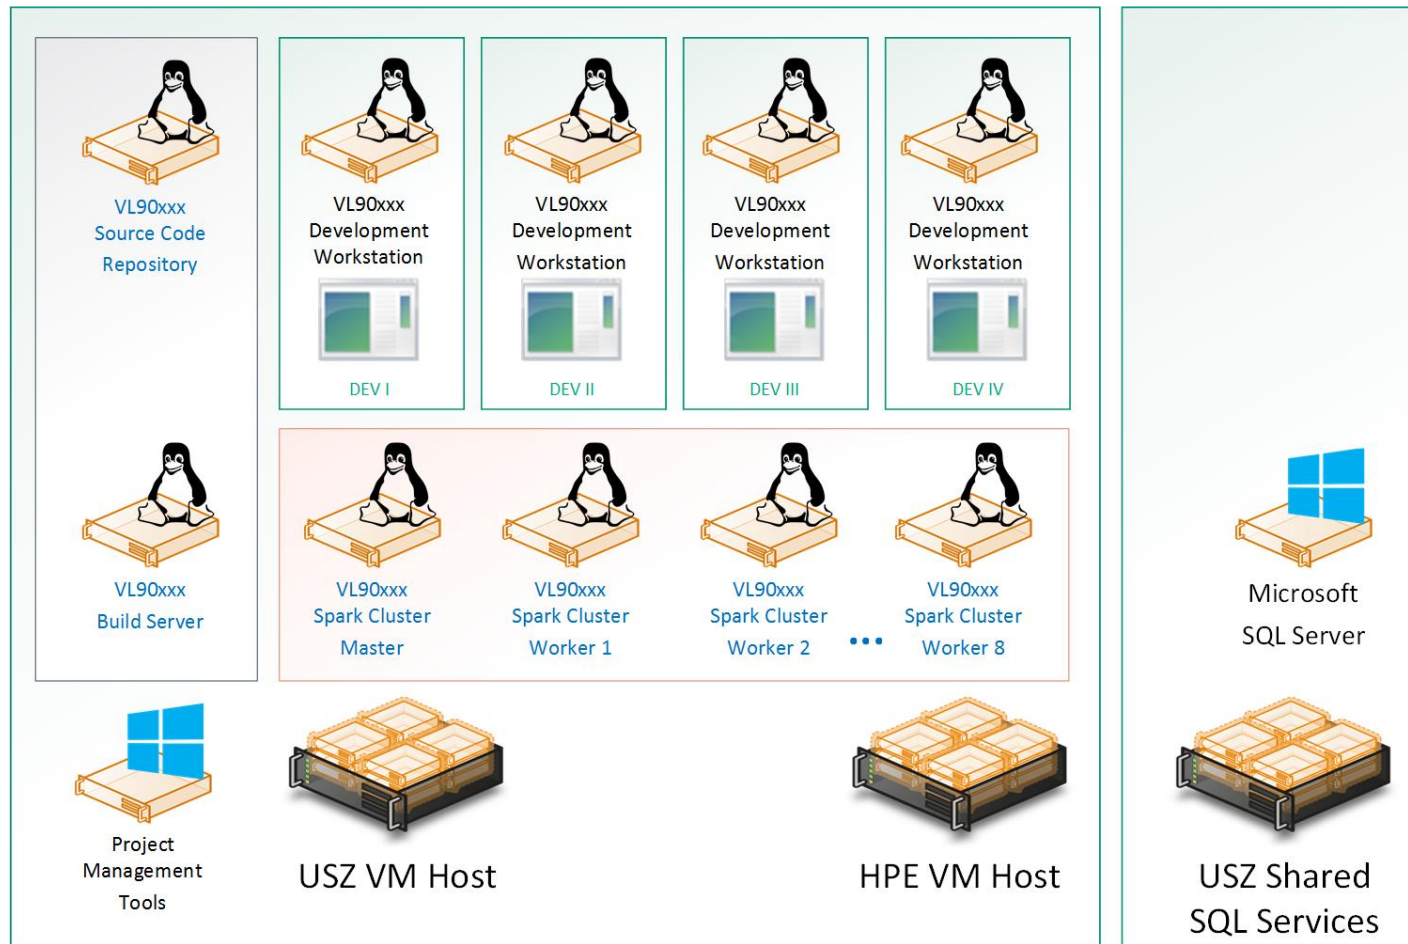 VL90xxx
Source Code
Repository
VL90xxx
Development
Workstation
DEV I
VL90xxx
Development
Workstation
DEV II
VL90xxx
Development
Workstation
DEV III
VL90xxx
Development
Workstation
DEV IV
VL90xxx
Build Server
VL90xxx
Spark Cluster
Master
VL90xxx
Spark Cluster
Worker 1
VL90xxx
Spark Cluster
Worker 2
...
VL90xxx
Spark Cluster
Worker 8
Microsoft
SQL Server
Project
Management
Tools
USZ VM Host
HPE VM Host
USZ Shared
SQL Services